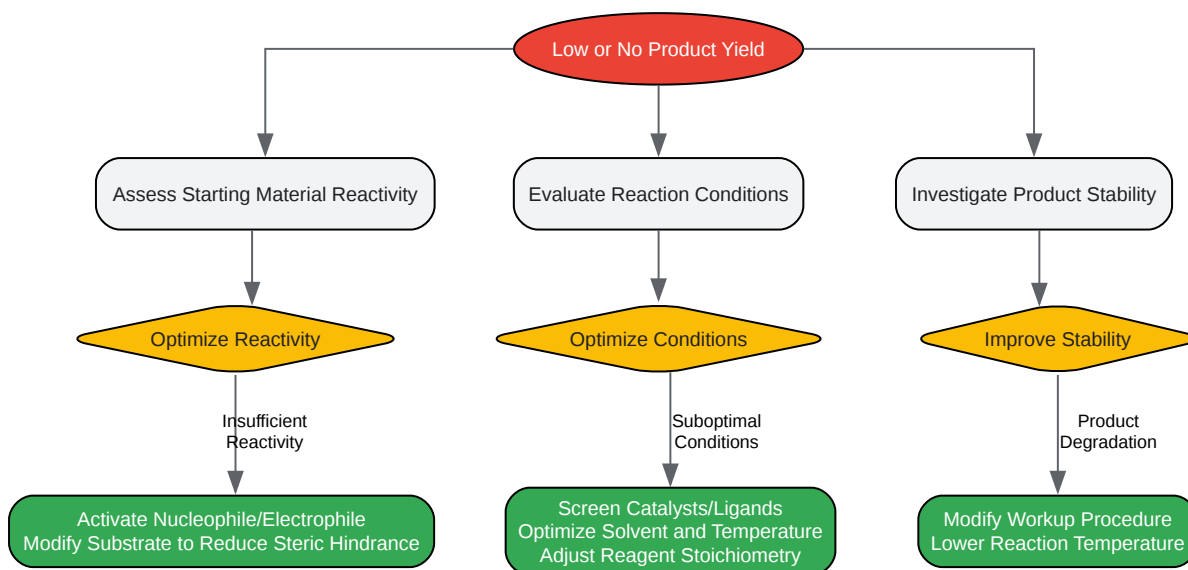 Low or No Product Yield
Assess Starting Material Reactivity
Evaluate Reaction Conditions
Investigate Product Stability
Optimize Reactivity
Optimize Conditions
Improve Stability
Insufficient
Reactivity
Suboptimal
Conditions
Product
Degradation
Activate Nucleophile/Electrophile
Modify Substrate to Reduce Steric Hindrance
Screen Catalysts/Ligands
Optimize Solvent and Temperature
Adjust Reagent Stoichiometry
Modify Workup Procedure
Lower Reaction Temperature